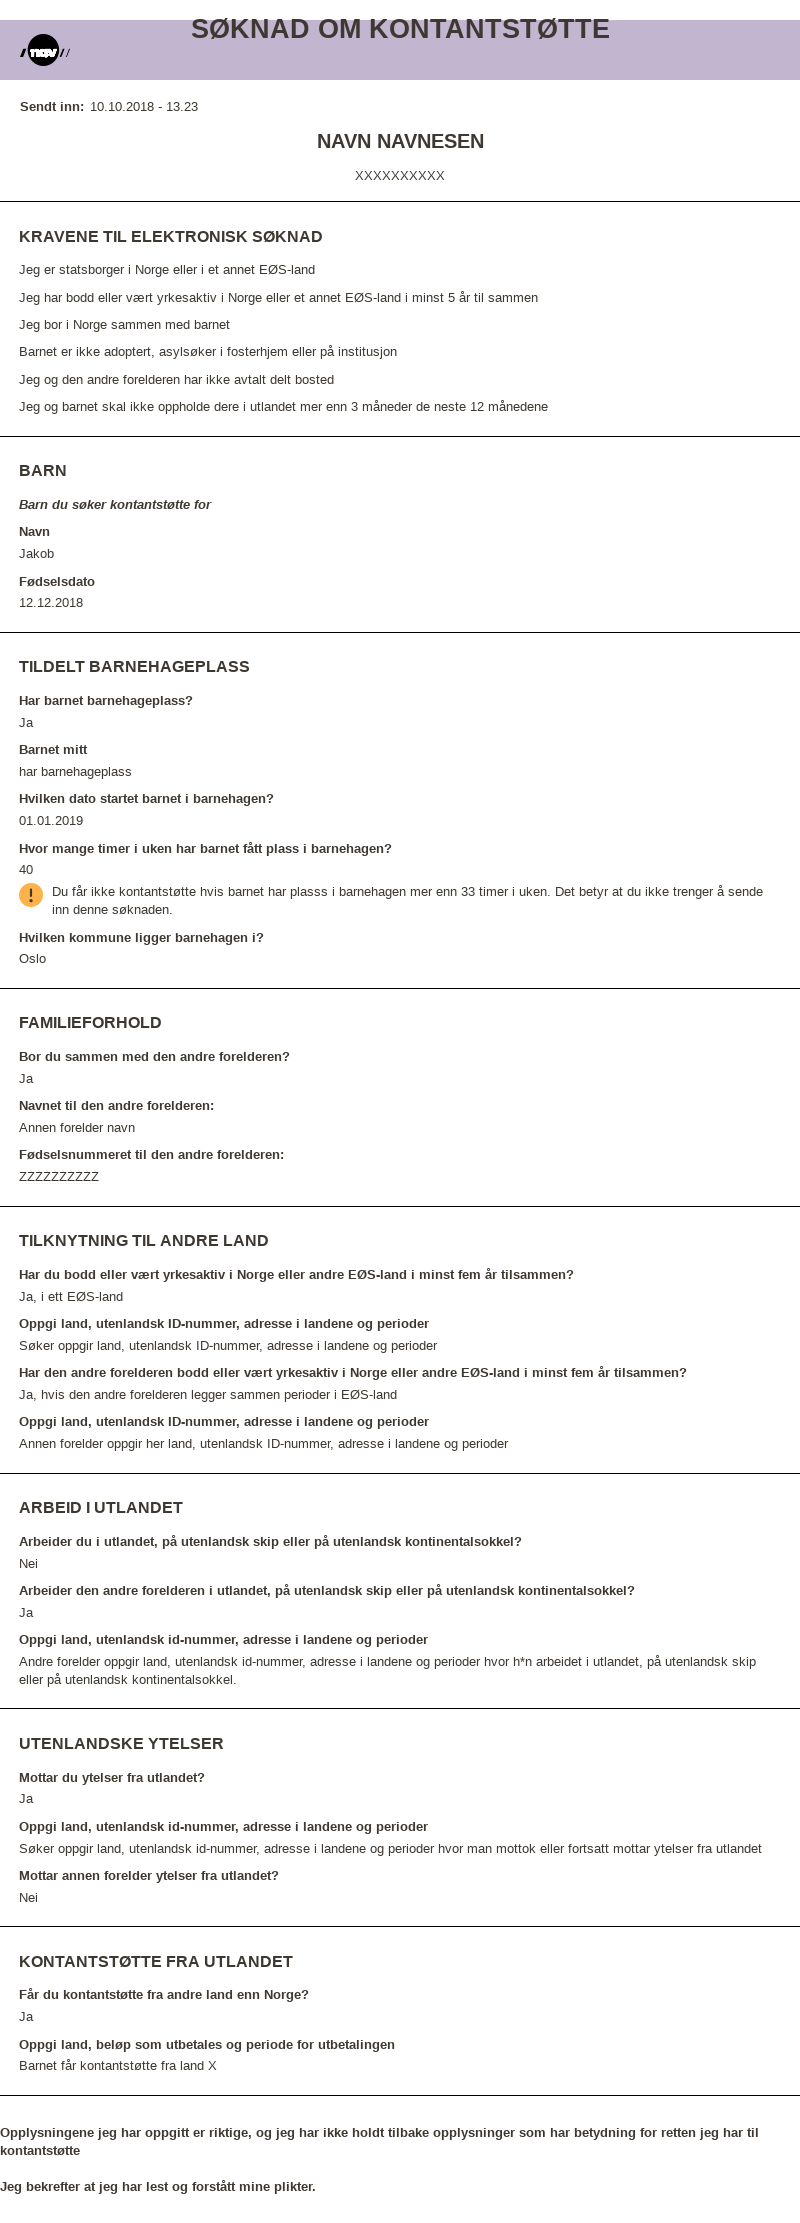 SØKNAD OM KONTANTSTØTTE
nav
Sendt inn: 10.10.2018 - 13.23
NAVN NAVNESEN
XXXXXXXXXX
KRAVENE TIL ELEKTRONISK SØKNAD
Jeg er statsborger i Norge eller i et annet EØS-land
Jeg har bodd eller vært yrkesaktiv i Norge eller et annet EØS-land i minst 5 år til sammen
Jeg bor i Norge sammen med barnet
Barnet er ikke adoptert, asylsøker i fosterhjem eller på institusjon
Jeg og den andre forelderen har ikke avtalt delt bosted
Jeg og barnet skal ikke oppholde dere i utlandet mer enn 3 måneder de neste 12 månedene
BARN
Barn du søker kontantstøtte for
Navn
Jakob
Fødselsdato
12.12.2018
TILDELT BARNEHAGEPLASS
Har barnet barnehageplass?
Ja
Barnet mitt
har barnehageplass
Hvilken dato startet barnet i barnehagen?
01.01.2019
Hvor mange timer i uken har barnet fått plass i barnehagen?
40
Du får ikke kontantstøtte hvis barnet har plasss i barnehagen mer enn 33 timer i uken. Det betyr at du ikke trenger å sende
inn denne søknaden.
Hvilken kommune ligger barnehagen i?
Oslo
FAMILIEFORHOLD
Bor du sammen med den andre forelderen?
Ja
Navnet til den andre forelderen:
Annen forelder navn
Fødselsnummeret til den andre forelderen:
ZZZZZZZZZZ
TILKNYTNING TIL ANDRE LAND
Har du bodd eller vært yrkesaktiv i Norge eller andre EØS-land i minst fem år tilsammen?
Ja, i ett EØS-land
Oppgi land, utenlandsk ID-nummer, adresse i landene og perioder
Søker oppgir land, utenlandsk ID-nummer, adresse i landene og perioder
Har den andre forelderen bodd eller vært yrkesaktiv i Norge eller andre EØS-land i minst fem år tilsammen?
Ja, hvis den andre forelderen legger sammen perioder i EØS-land
Oppgi land, utenlandsk ID-nummer, adresse i landene og perioder
Annen forelder oppgir her land, utenlandsk ID-nummer, adresse i landene og perioder
ARBEID I UTLANDET
Arbeider du i utlandet, på utenlandsk skip eller på utenlandsk kontinentalsokkel?
Nei
Arbeider den andre forelderen i utlandet, på utenlandsk skip eller på utenlandsk kontinentalsokkel?
Ja
Oppgi land, utenlandsk id-nummer, adresse i landene og perioder
Andre forelder oppgir land, utenlandsk id-nummer, adresse i landene og perioder hvor h*n arbeidet i utlandet, på utenlandsk skip
eller på utenlandsk kontinentalsokkel.
UTENLANDSKE YTELSER
Mottar du ytelser fra utlandet?
Ja
Oppgi land, utenlandsk id-nummer, adresse i landene og perioder
Søker oppgir land, utenlandsk id-nummer, adresse i landene og perioder hvor man mottok eller fortsatt mottar ytelser fra utlandet
Mottar annen forelder ytelser fra utlandet?
Nei
KONTANTSTØTTE FRA UTLANDET
Får du kontantstøtte fra andre land enn Norge?
Ja
Oppgi land, beløp som utbetales og periode for utbetalingen
Barnet får kontantstøtte fra land X
Opplysningene jeg har oppgitt er riktige, og jeg har ikke holdt tilbake opplysninger som har betydning for retten jeg har til
kontantstøtte
Jeg bekrefter at jeg har lest og forstått mine plikter.